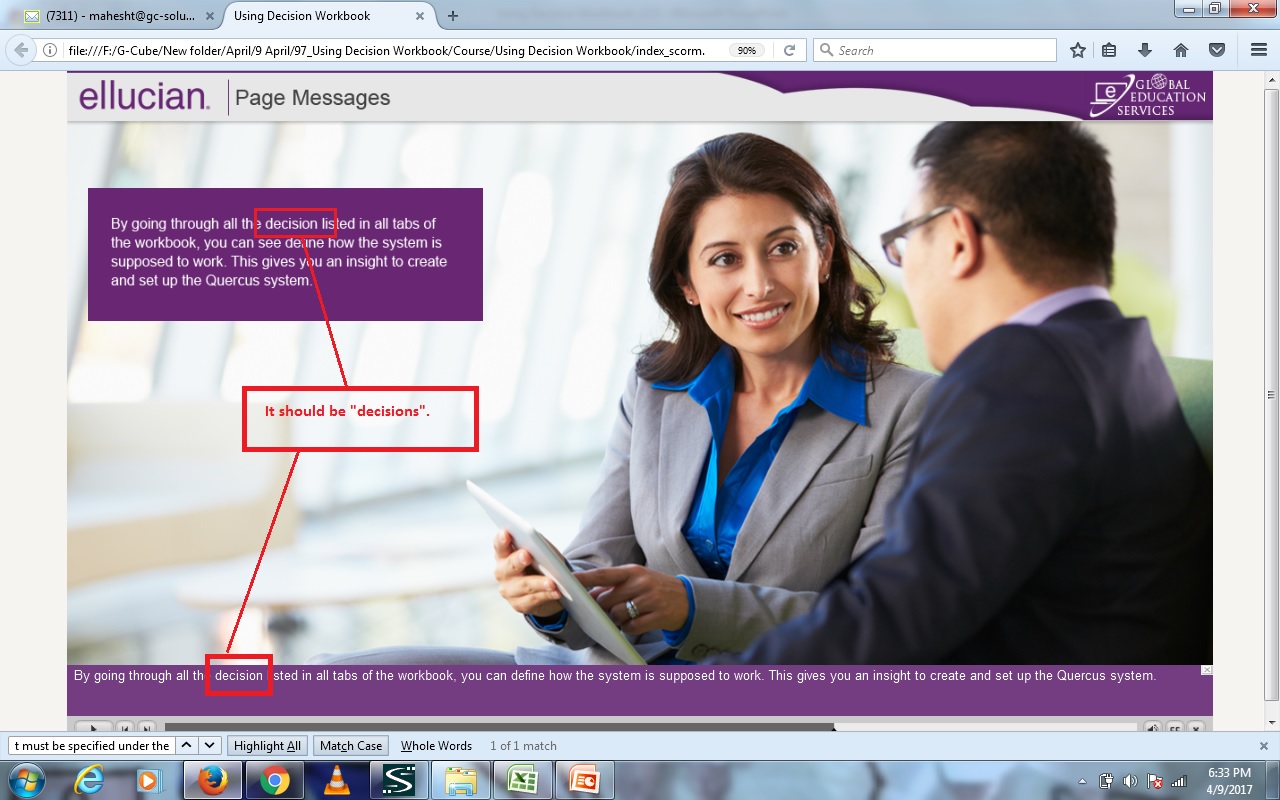 (7311) - mahesht@gc-solu...
Using Decision Workbook
file:///F:/G-Cube/New folder/April/9 April/97_Using Decision Workbook/Course/Using Decision Workbook/index_scorm.
90%
Search
ellucian.
Page Messages
GLOBAL
EDUCATION
SERVICES
By going through all the decision listed in all tabs of
the workbook, you can see define how the system is
supposed to work. This gives you an insight to create
and set up the Quercus system.
It should be "decisions".
By going through all the decision listed in all tabs of the workbook, you can define how the system is supposed to work. This gives you an insight to create and set up the Quercus system.
t must be specified under the
Highlight All
Match Case
Whole Words
1 of 1 match
6:33 PM
4/9/2017